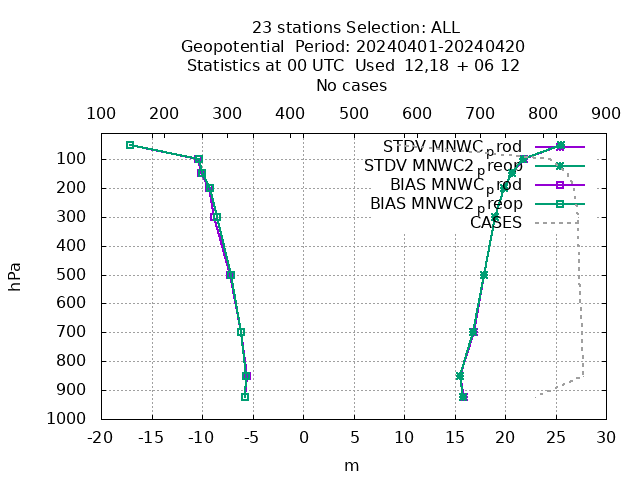 23 stations Selection: ALL
Geopotential  Period: 20240401-20240420
Statistics at 00 UTC  Used  12,18 + 06 12
No cases
100 200 300 400 500 600 700 800 900
STDV MNWC_prod
STDV MNWC2_preop
BIAS MNWC_prod
BIAS MNWC2_preop
CASES
hPa
100
200
300
400
500
600
700
800
900
1000
-20 -15 -10 -5 0 5 10 15 20 25 30
m